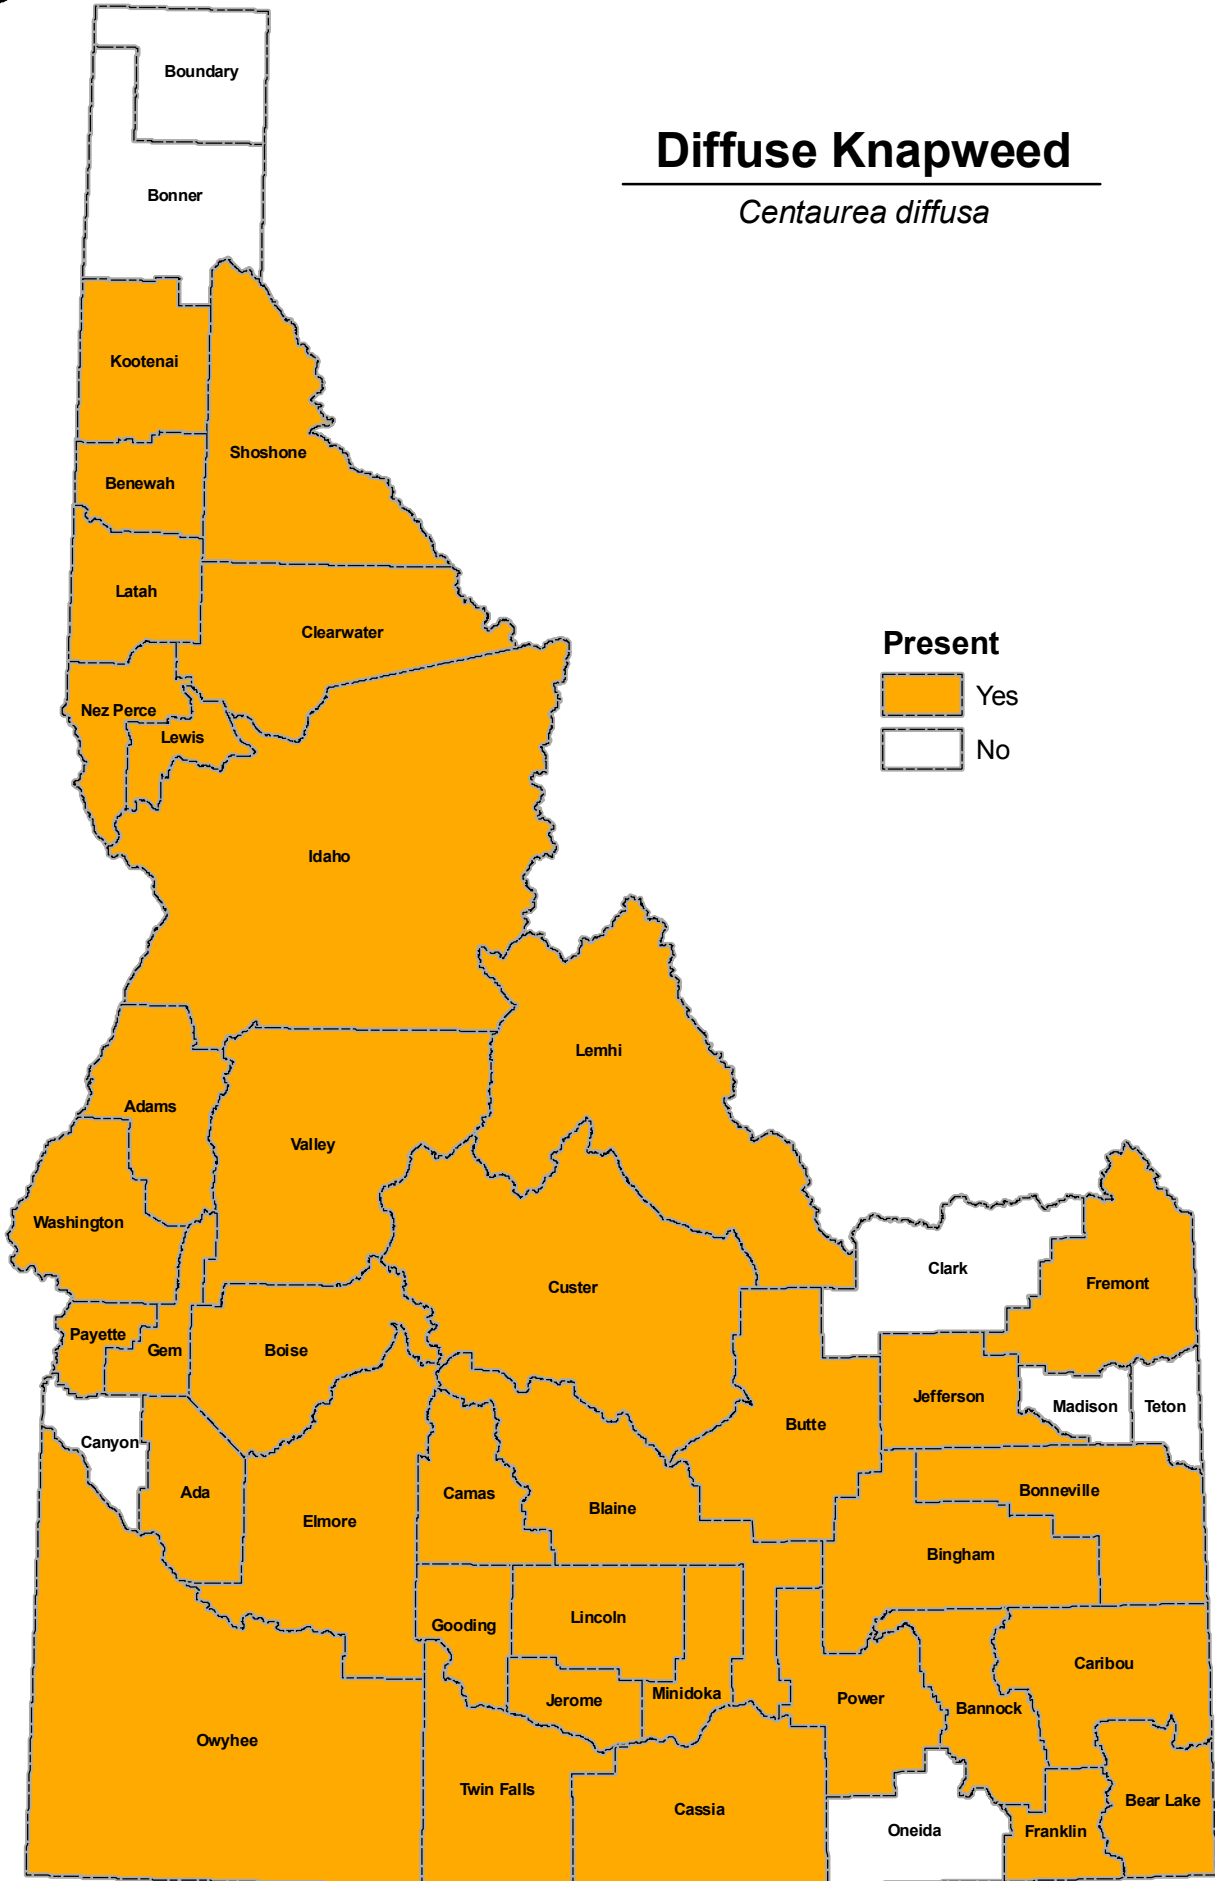 Boundary
Diffuse Knapweed
Centaurea diffusa
Bonner
Kootenai
Shoshone
Benewah
Latah
Clearwater
Present
Yes
No
Nez Perce
Lewis
Idaho
Lemhi
Adams
Valley
Washington
Clark
Fremont
Custer
Payette
Gem
Boise
Jefferson
Madison
Teton
Butte
Canyon
Ada
Camas
Bonneville
Blaine
Elmore
Bingham
Gooding
Lincoln
Caribou
Jerome
Minidoka
Power
Bannock
Owyhee
Twin Falls
Cassia
Bear Lake
Oneida
Franklin